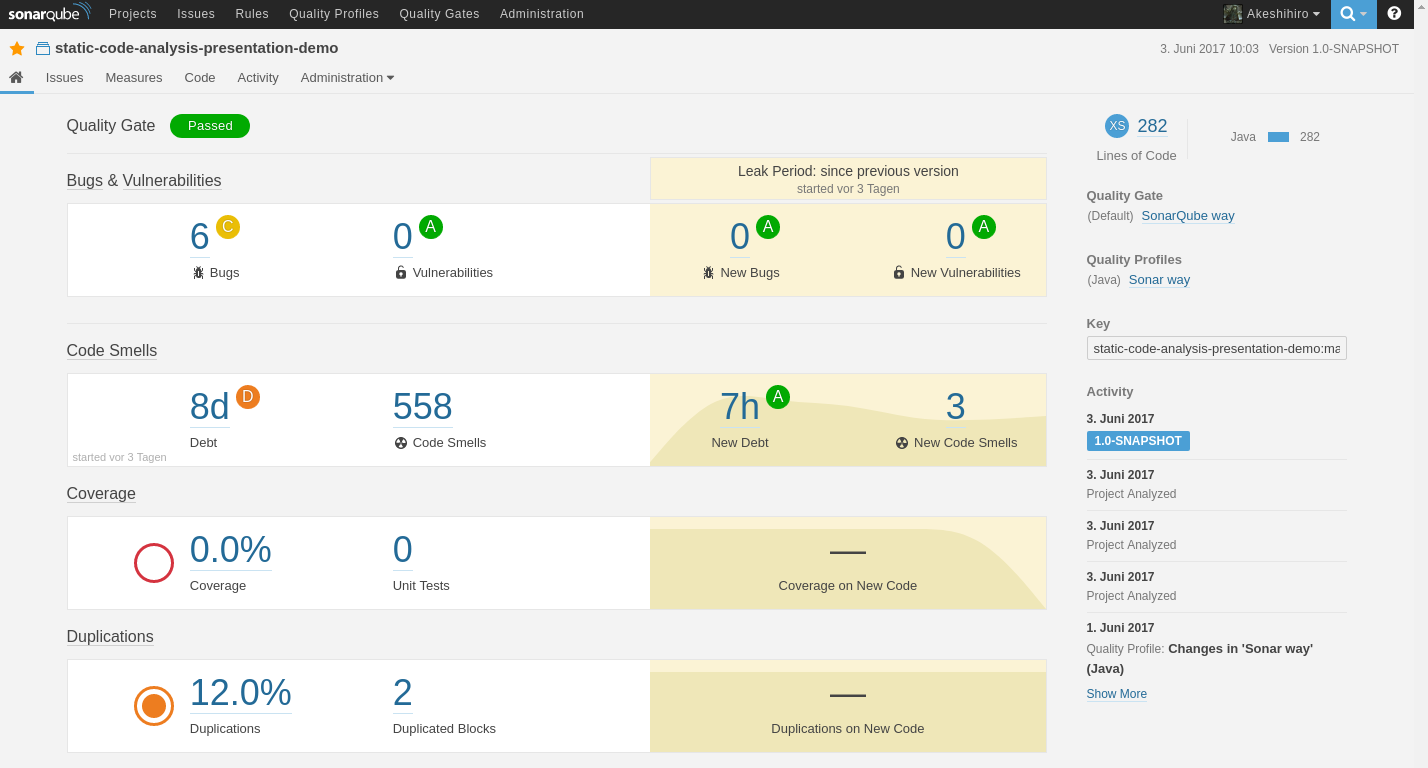 sonarqube Projects Issues Rules Quality Profiles Quality Gates Administration Akeshihiro
static-code-analysis-presentation-demo 3. Juni 2017 10:03 Version 1.0-SNAPSHOT
Issues Measures Code Activity Administration
Quality Gate Passed
Bugs & Vulnerabilities
Leak Period: since previous version
started vor 3 Tagen
6 C 0 A 0 A 0 A
Bugs Vulnerabilities New Bugs New Vulnerabilities
Code Smells
8d D 558 7h A 3
Debt Code Smells New Debt New Code Smells
started vor 3 Tagen
Coverage
0.0% 0 —
Coverage Unit Tests Coverage on New Code
Duplications
12.0% 2 —
Duplications Duplicated Blocks Duplications on New Code
XS 282 Java 282
Lines of Code
Quality Gate
(Default) SonarQube way
Quality Profiles
(Java) Sonar way
Key
static-code-analysis-presentation-demo:ma
Activity
3. Juni 2017
1.0-SNAPSHOT
3. Juni 2017
Project Analyzed
3. Juni 2017
Project Analyzed
3. Juni 2017
Project Analyzed
1. Juni 2017
Quality Profile: Changes in 'Sonar way'
(Java)
Show More